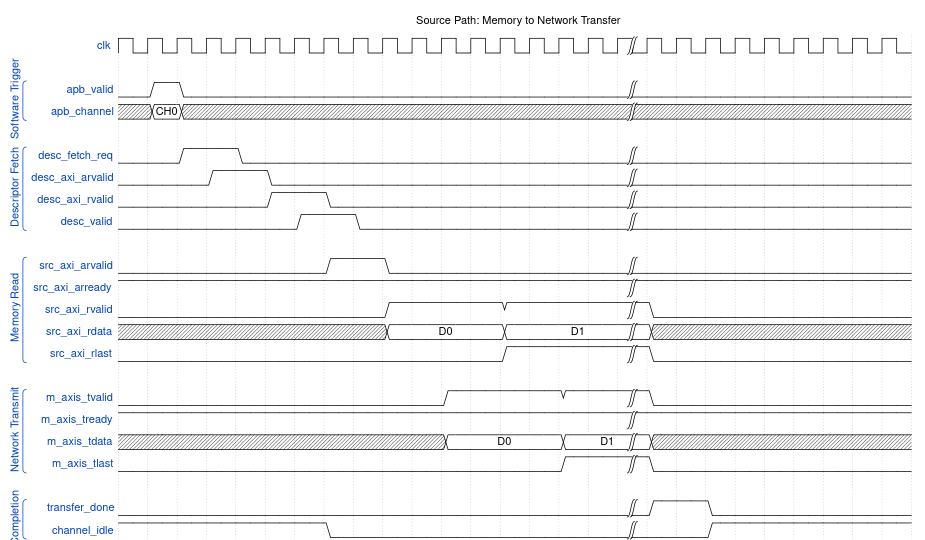 Source Path: Memory to Network Transfer
clk
Software Trigger
apb_valid
apb_channel CH0
Descriptor Fetch
desc_fetch_req
desc_axi_arvalid
desc_axi_rvalid
desc_valid
Memory Read
src_axi_arvalid
src_axi_arready
src_axi_rvalid
src_axi_rdata D0 D1
src_axi_rlast
Network Transmit
m_axis_tvalid
m_axis_tready
m_axis_tdata D0 D1
m_axis_tlast
Completion
transfer_done
channel_idle